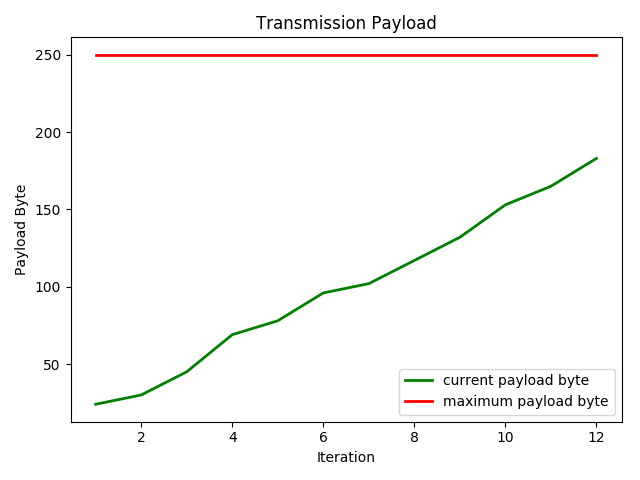 Transmission Payload
Payload Byte
250
200
150
100
50
2
4
6
8
10
12
Iteration
current payload byte
maximum payload byte